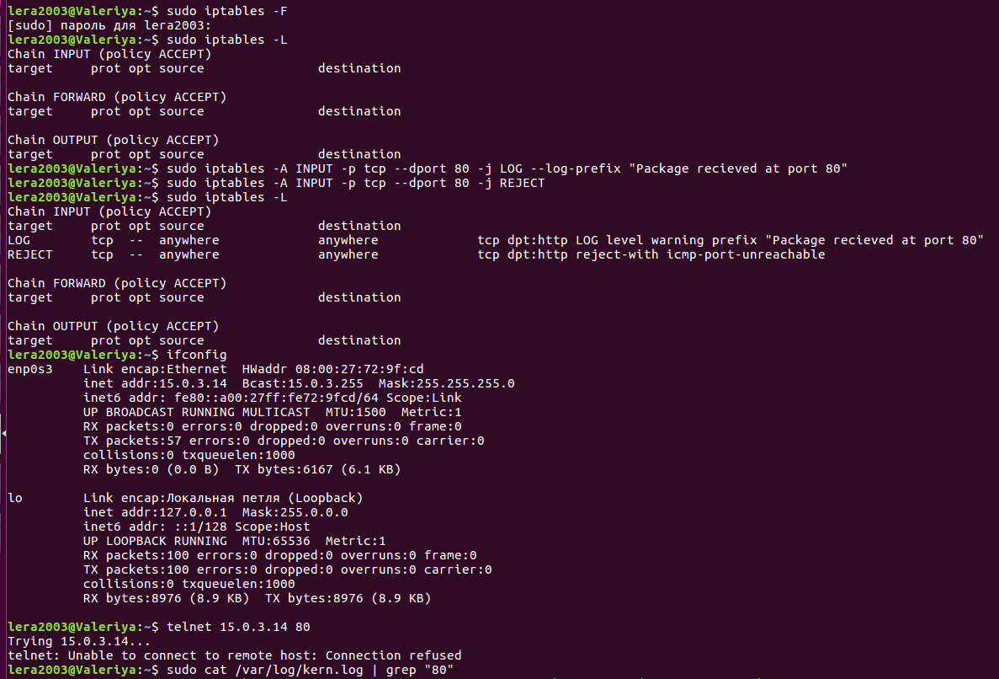 lera2003@Valeriya:~$ sudo iptables -F
[sudo] пароль для lera2003:
lera2003@Valeriya:~$ sudo iptables -L
Chain INPUT (policy ACCEPT)
target     prot opt source               destination
Chain FORWARD (policy ACCEPT)
target     prot opt source               destination
Chain OUTPUT (policy ACCEPT)
target     prot opt source               destination
lera2003@Valeriya:~$ sudo iptables -A INPUT -p tcp --dport 80 -j LOG --log-prefix "Package recieved at port 80"
lera2003@Valeriya:~$ sudo iptables -A INPUT -p tcp --dport 80 -j REJECT
lera2003@Valeriya:~$ sudo iptables -L
Chain INPUT (policy ACCEPT)
target     prot opt source               destination
LOG        tcp  --  anywhere             anywhere             tcp dpt:http LOG level warning prefix "Package recieved at port 80"
REJECT     tcp  --  anywhere             anywhere             tcp dpt:http reject-with icmp-port-unreachable
Chain FORWARD (policy ACCEPT)
target     prot opt source               destination
Chain OUTPUT (policy ACCEPT)
target     prot opt source               destination
lera2003@Valeriya:~$ ifconfig
enp0s3    Link encap:Ethernet  HWaddr 08:00:27:72:9f:cd
          inet addr:15.0.3.14  Bcast:15.0.3.255  Mask:255.255.255.0
          inet6 addr: fe80::a00:27ff:fe72:9fcd/64 Scope:Link
          UP BROADCAST RUNNING MULTICAST  MTU:1500  Metric:1
          RX packets:0 errors:0 dropped:0 overruns:0 frame:0
          TX packets:57 errors:0 dropped:0 overruns:0 carrier:0
          collisions:0 txqueuelen:1000
          RX bytes:0 (0.0 B)  TX bytes:6167 (6.1 KB)
lo        Link encap:Локальная петля (Loopback)
          inet addr:127.0.0.1  Mask:255.0.0.0
          inet6 addr: ::1/128 Scope:Host
          UP LOOPBACK RUNNING  MTU:65536  Metric:1
          RX packets:100 errors:0 dropped:0 overruns:0 frame:0
          TX packets:100 errors:0 dropped:0 overruns:0 carrier:0
          collisions:0 txqueuelen:1000
          RX bytes:8976 (8.9 KB)  TX bytes:8976 (8.9 KB)
lera2003@Valeriya:~$ telnet 15.0.3.14 80
Trying 15.0.3.14...
telnet: Unable to connect to remote host: Connection refused
lera2003@Valeriya:~$ sudo cat /var/log/kern.log | grep "80"